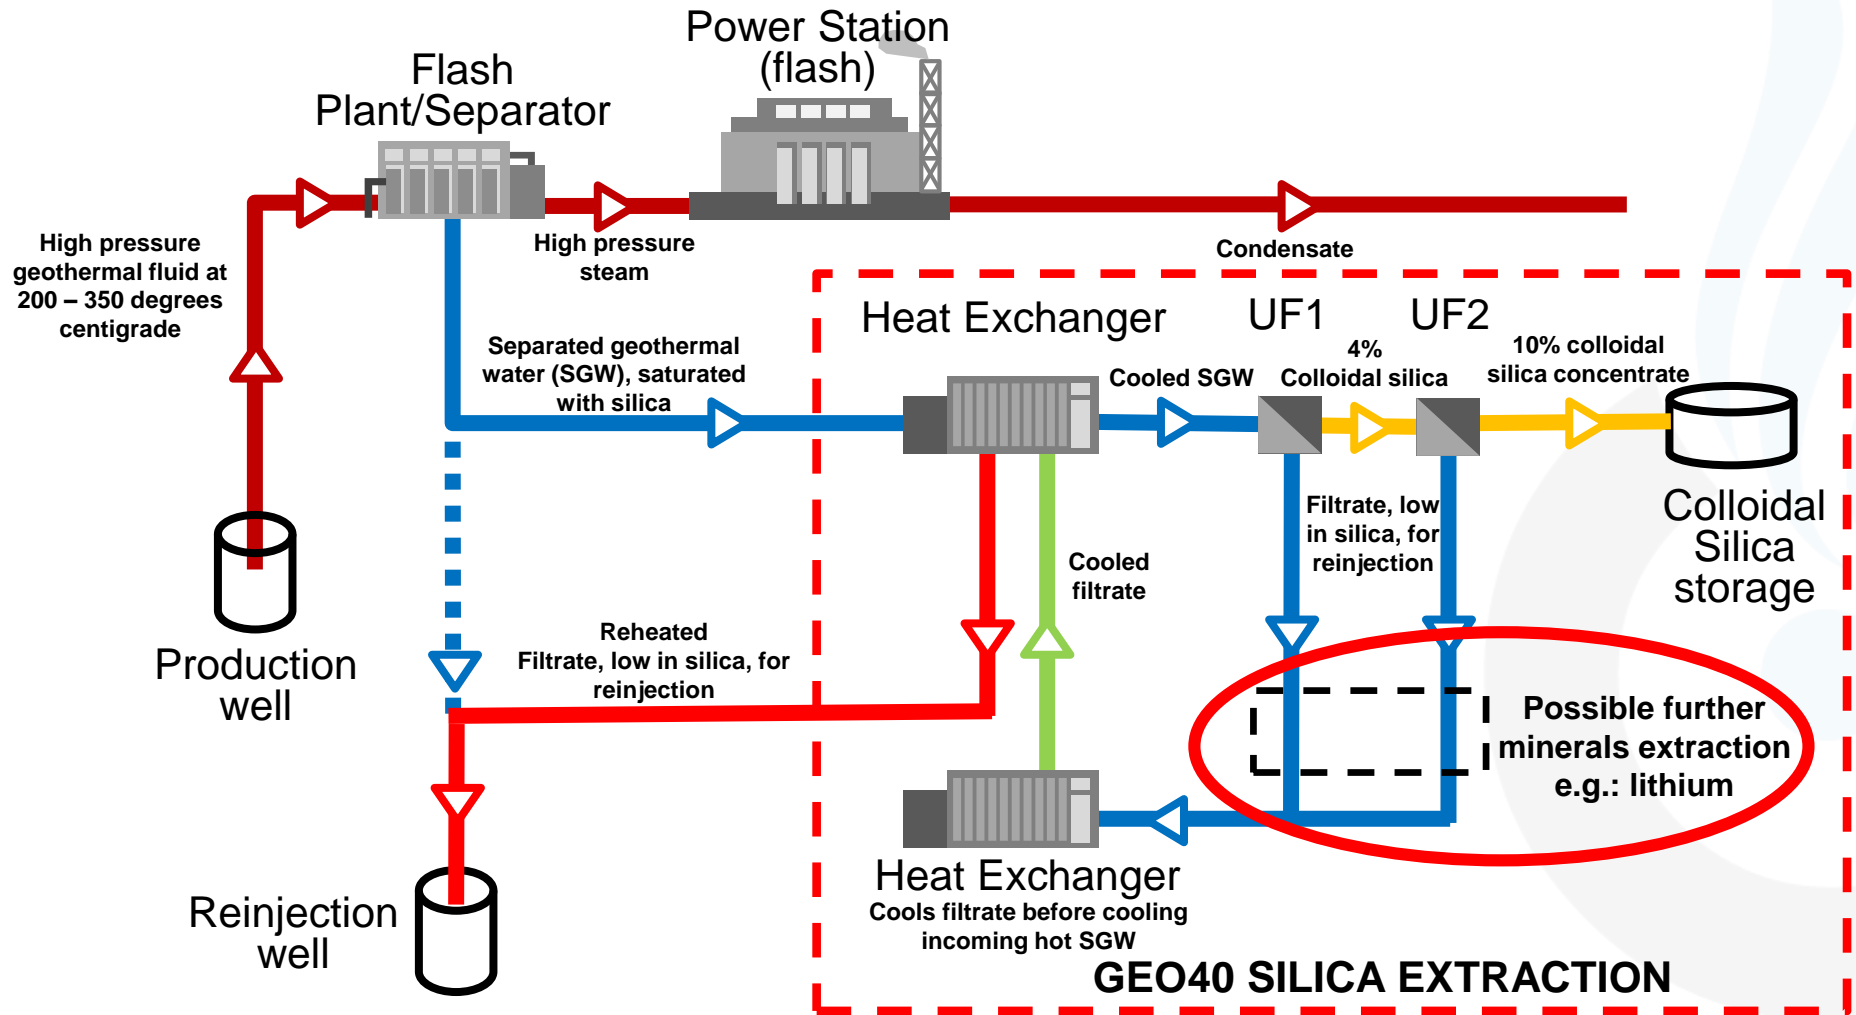 Power Station
(flash)
Flash
Plant/Separator
High pressure
geothermal fluid at
200 – 350 degrees
centigrade
High pressure
steam
Condensate
Heat Exchanger
UF1
UF2
Separated geothermal
water (SGW), saturated
with silica
Cooled SGW
4%
Colloidal silica
10% colloidal
silica concentrate
Colloidal
Silica
storage
Filtrate, low
in silica, for
reinjection
Cooled
filtrate
Production
well
Reheated
Filtrate, low in silica, for
reinjection
Possible further
minerals extraction
e.g.: lithium
Reinjection
well
Heat Exchanger
Cools filtrate before cooling
incoming hot SGW
GEO40 SILICA EXTRACTION